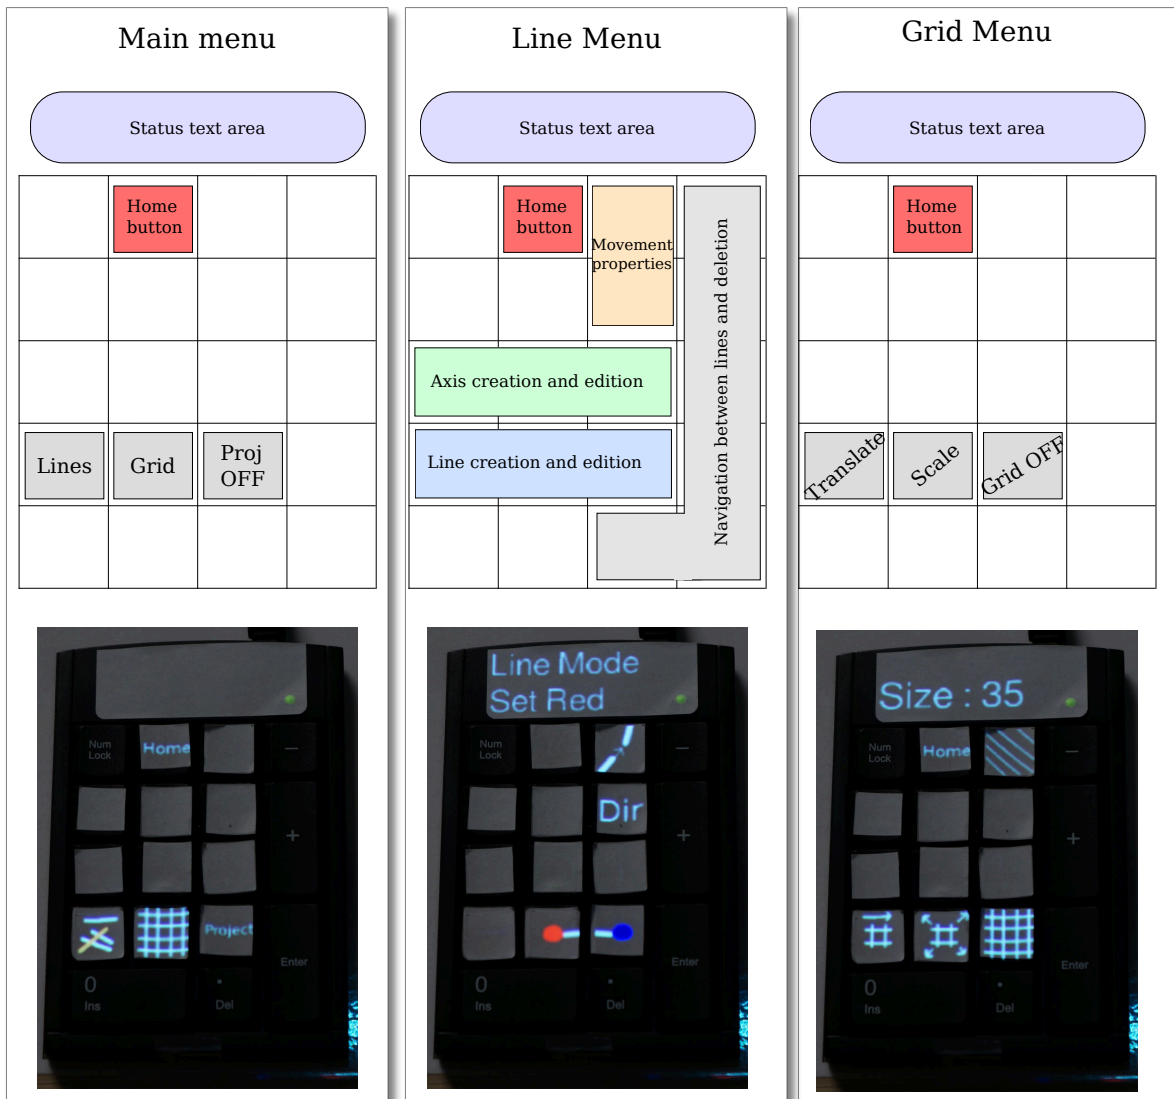 Main menu
Status text area
Home
button
Lines
Grid
Proj
OFF
Num
Lock
Home
−
+
Project
Enter
0
Ins
.
Del
Line Menu
Status text area
Home
button
Movement
properties
Navigation between lines and deletion
Axis creation and edition
Line creation and edition
Line Mode
Set Red
Num
Lock
−
Dir
+
Enter
0
Ins
.
Del
Grid Menu
Status text area
Home
button
Translate
Scale
Grid OFF
Size : 35
Num
Lock
Home
−
+
Enter
0
Ins
.
Del